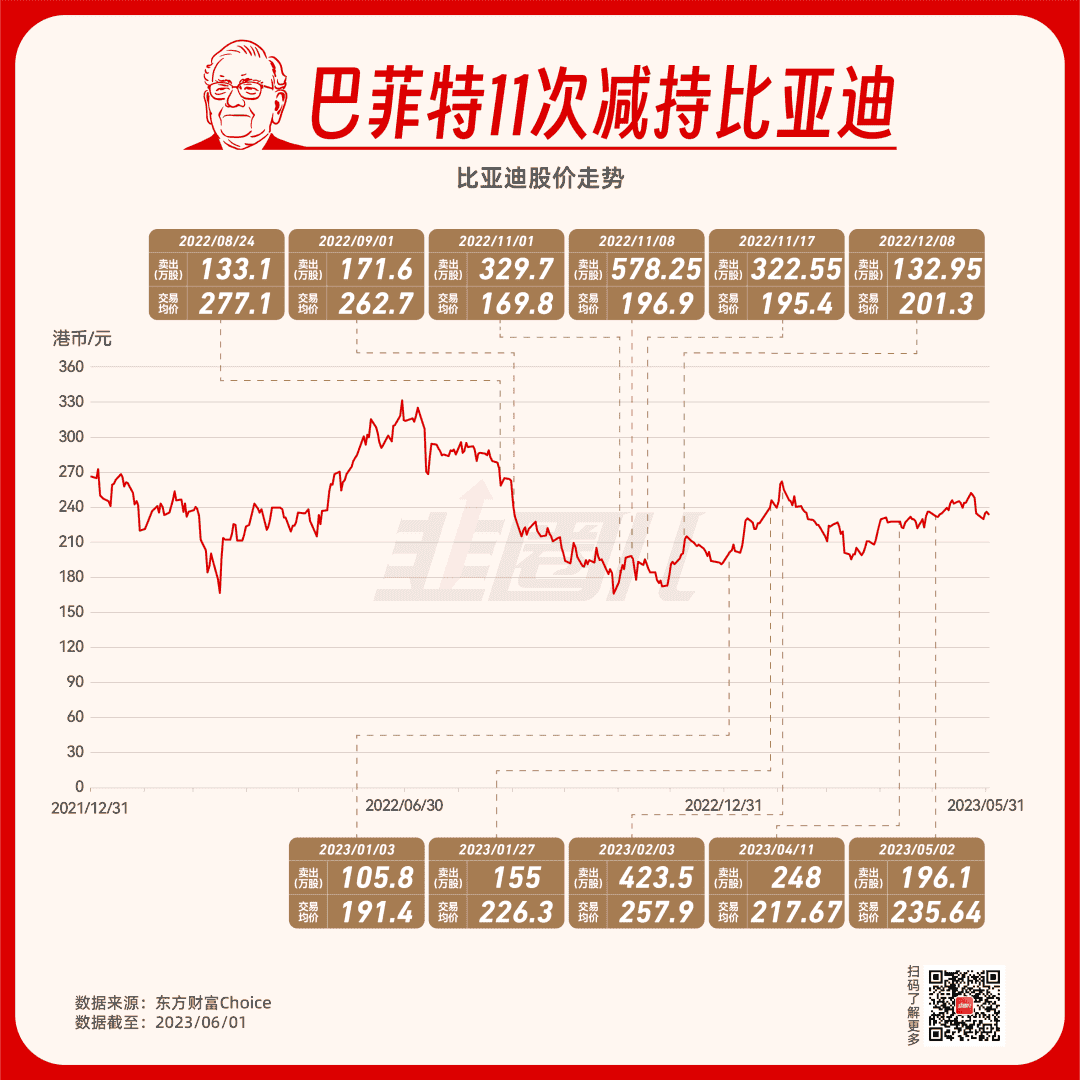 巴菲特11次减持比亚迪
比亚迪股价走势
2022/08/24
卖出(万股) 133.1
交易均价 277.1
2022/09/01
卖出(万股) 171.6
交易均价 262.7
2022/11/01
卖出(万股) 329.7
交易均价 169.8
2022/11/08
卖出(万股) 578.25
交易均价 196.9
2022/11/17
卖出(万股) 322.55
交易均价 195.4
2022/12/08
卖出(万股) 132.95
交易均价 201.3
港币/元
360
330
300
270
240
210
180
150
120
90
60
30
0
韭圈儿
2021/12/31
2022/06/30
2022/12/31
2023/05/31
2023/01/03
卖出(万股) 105.8
交易均价 191.4
2023/01/27
卖出(万股) 155
交易均价 226.3
2023/02/03
卖出(万股) 423.5
交易均价 257.9
2023/04/11
卖出(万股) 248
交易均价 217.67
2023/05/02
卖出(万股) 196.1
交易均价 235.64
数据来源：东方财富Choice
数据截至：2023/06/01
扫码了解更多